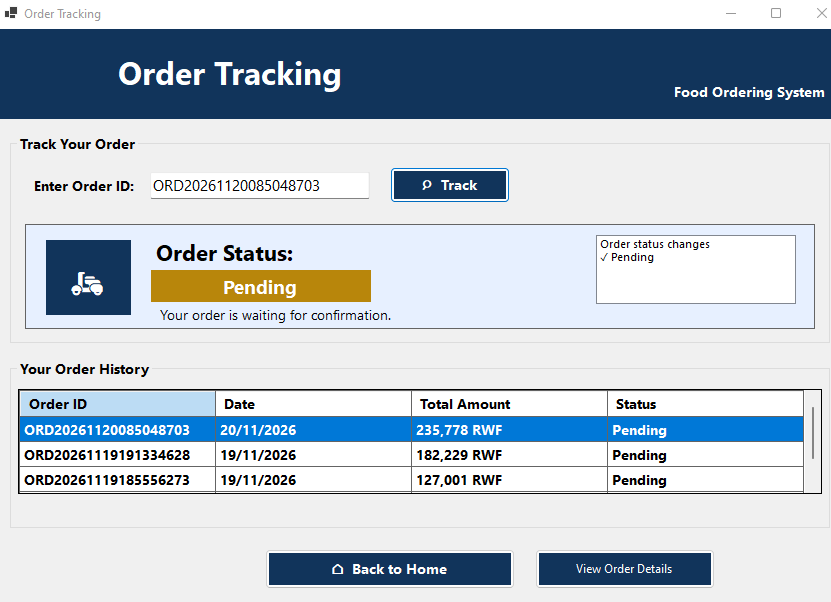 Order Tracking
Order Tracking
Food Ordering System
Track Your Order
Enter Order ID: ORD20261120085048703 Track
Order Status:
Pending
Your order is waiting for confirmation.
Order status changes
✓ Pending
Your Order History
Order ID Date Total Amount Status
ORD20261120085048703 20/11/2026 235,778 RWF Pending
ORD20261119191334628 19/11/2026 182,229 RWF Pending
ORD20261119185556273 19/11/2026 127,001 RWF Pending
Back to Home View Order Details